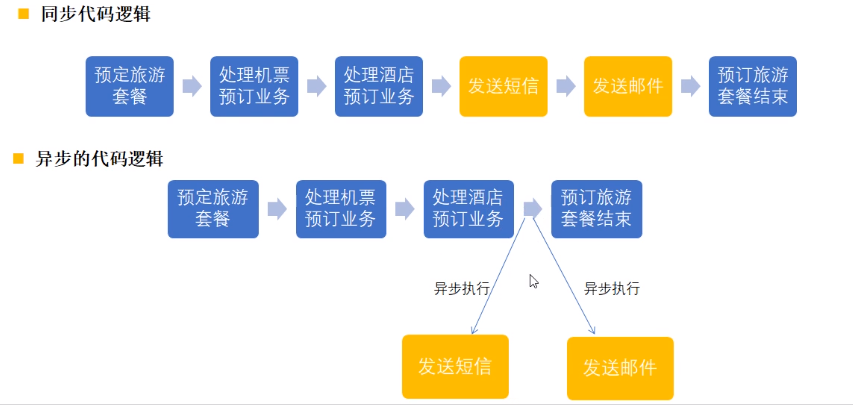 同步代码逻辑
预定旅游
套餐
处理机票
预订业务
处理酒店
预订业务
发送短信
发送邮件
预订旅游
套餐结束
异步的代码逻辑
预定旅游
套餐
处理机票
预订业务
处理酒店
预订业务
预订旅游
套餐结束
异步执行
异步执行
发送短信
发送邮件